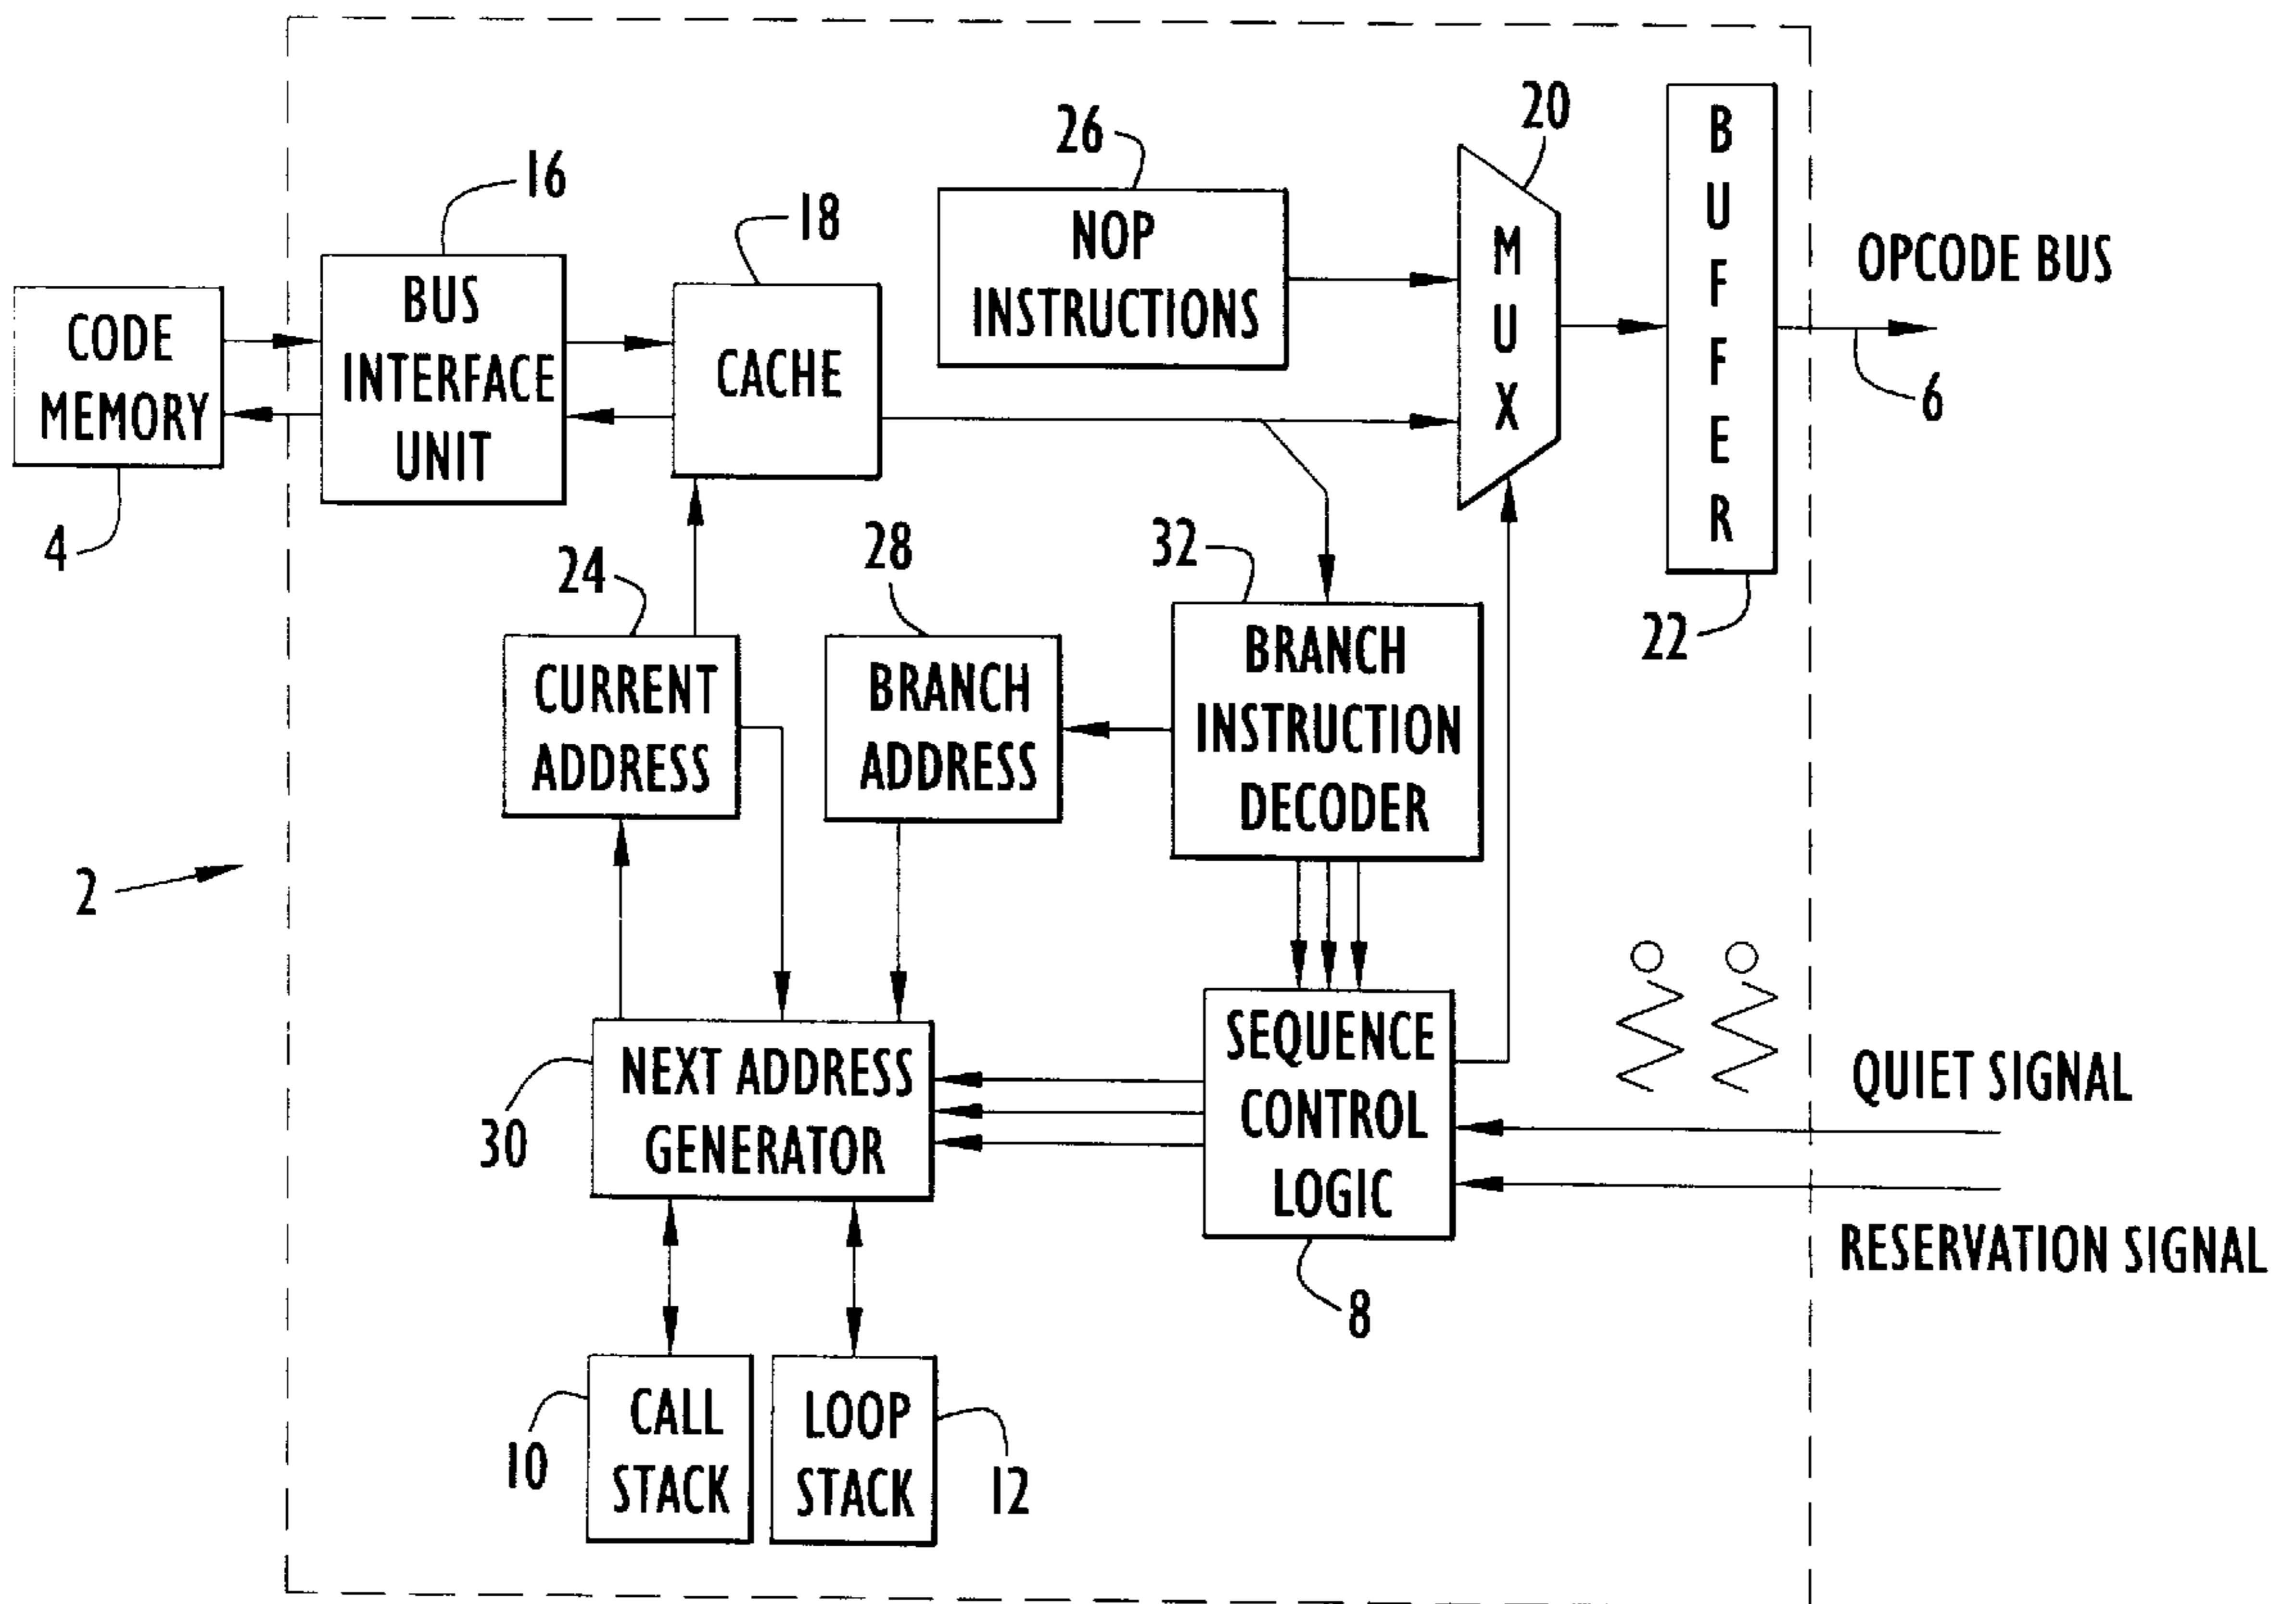 20
26
16
18
BUFFER
MUX
NOP
INSTRUCTIONS
OPCODE BUS
BUS
INTERFACE
UNIT
CODE
MEMORY
CACHE
6
4
24
28
32
22
CURRENT
ADDRESS
BRANCH
ADDRESS
BRANCH
INSTRUCTION
DECODER
2
SEQUENCE
CONTROL
LOGIC
NEXT ADDRESS
GENERATOR
30
QUIET SIGNAL
RESERVATION SIGNAL
8
CALL
STACK
LOOP
STACK
10
12